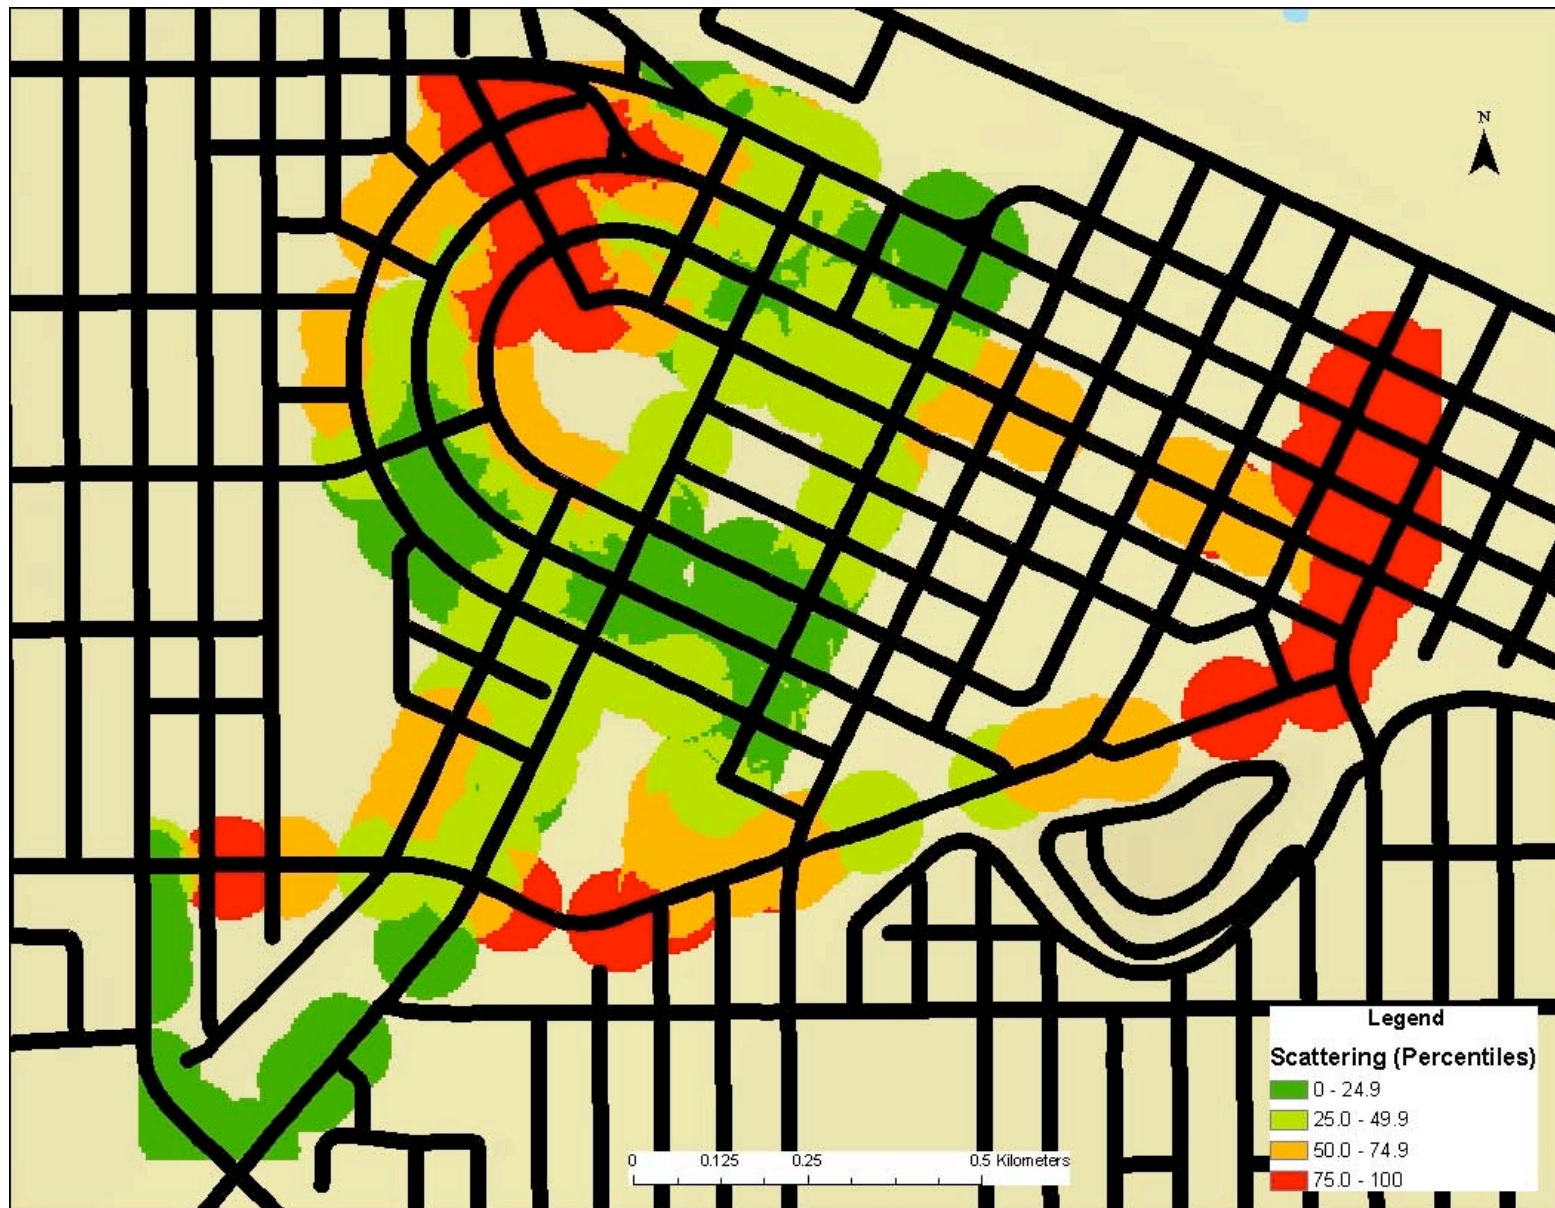 N
Legend
Scattering (Percentiles)
0 - 24.9
25.0 - 49.9
50.0 - 74.9
75.0 - 100
0 0.125 0.25 0.5 Kilometers